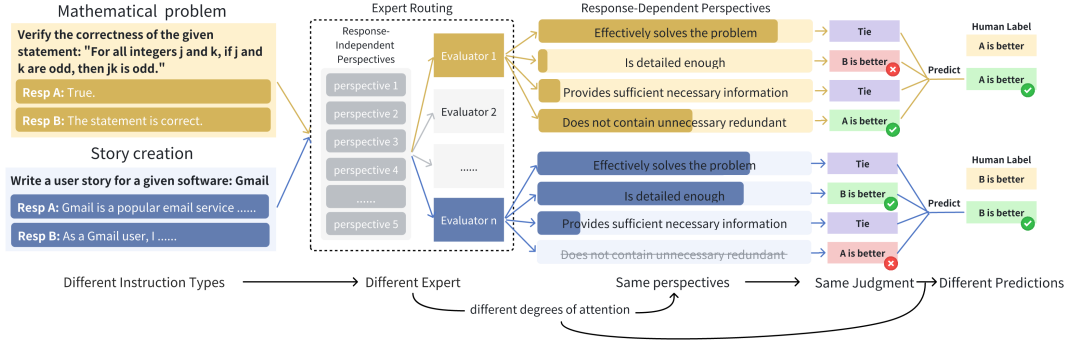 Mathematical problem
Verify the correctness of the given
statement: "For all integers j and k, if j and
k are odd, then jk is odd."
Resp A: True.
Resp B: The statement is correct.
Story creation
Write a user story for a given software: Gmail
Resp A: Gmail is a popular email service ......
Resp B: As a Gmail user, I ......
Expert Routing
Response-
Independent
Perspectives
perspective 1
perspective 2
perspective 3
perspective 4
......
perspective 5
Evaluator 1
Evaluator 2
......
Evaluator n
Response-Dependent Perspectives
Effectively solves the problem
Is detailed enough
Provides sufficient necessary information
Does not contain unnecessary redundant
Effectively solves the problem
Is detailed enough
Provides sufficient necessary information
Does not contain unnecessary redundant
Tie
B is better
Tie
A is better
Tie
B is better
Tie
A is better
Predict
Predict
Human Label
A is better
A is better
Human Label
B is better
B is better
Different Instruction Types
Different Expert
Same perspectives
Same Judgment
Different Predictions
different degrees of attention